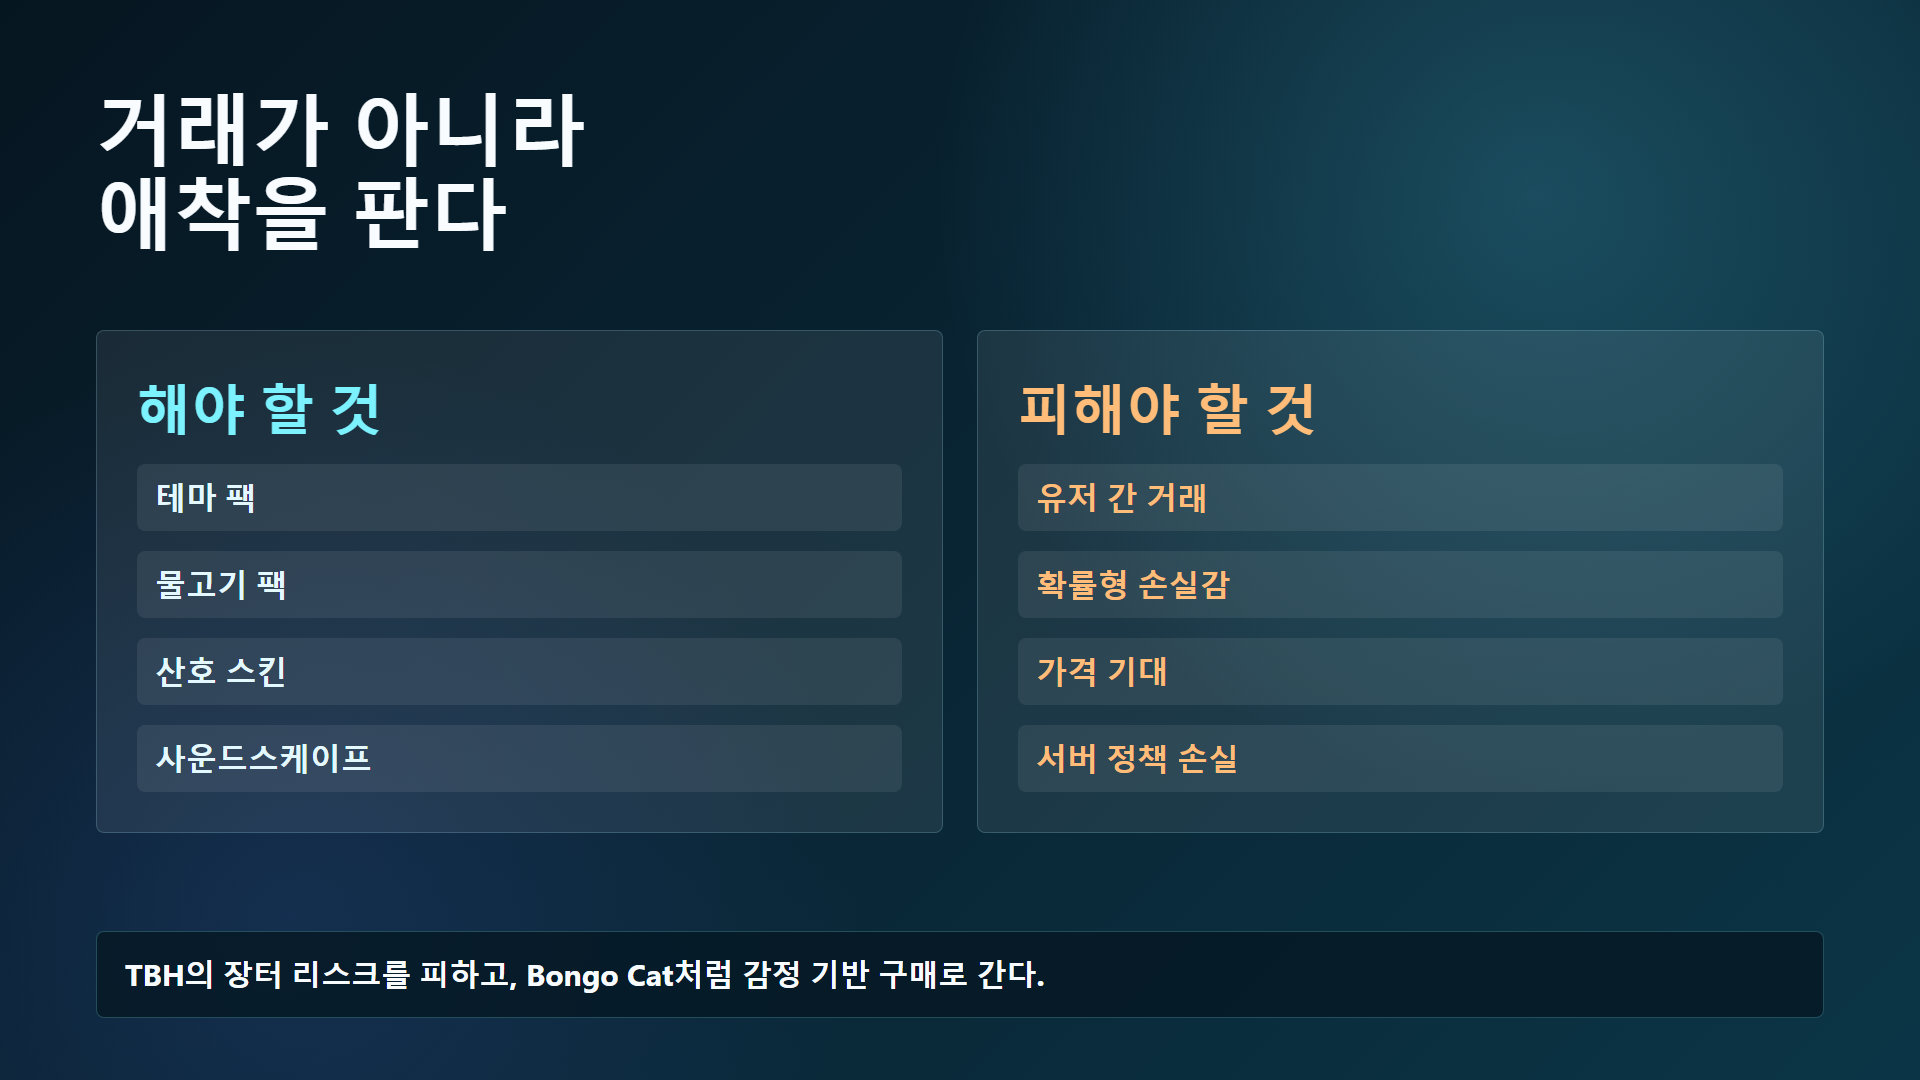 거래가 아니라
애착을 판다
해야 할 것
테마 팩
물고기 팩
산호 스킨
사운드스케이프
피해야 할 것
유저 간 거래
확률형 손실감
가격 기대
서버 정책 손실
TBH의 장터 리스크를 피하고, Bongo Cat처럼 감정 기반 구매로 간다.